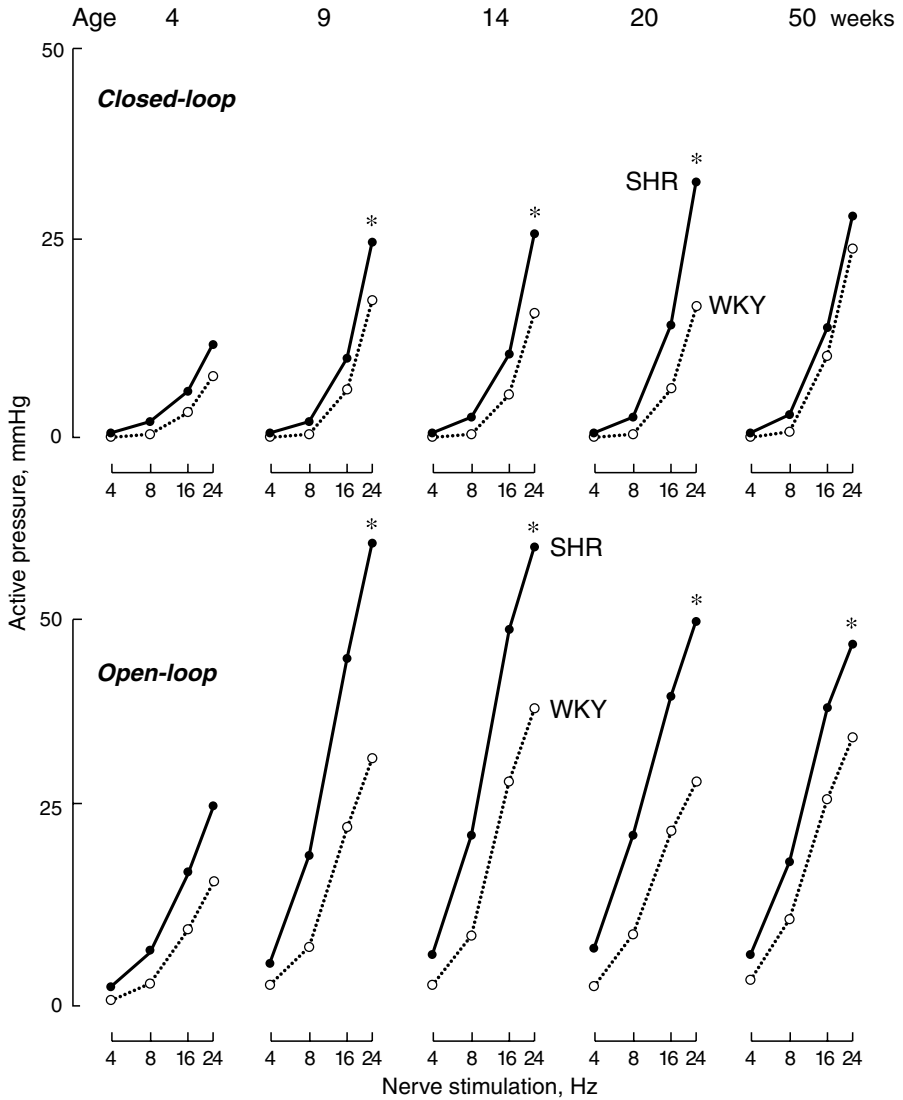 Age 4 9 14 20 50 weeks
50
Closed-loop
*
SHR
* *
25
WKY
0
4 8 16 24 4 8 16 24 4 8 16 24 4 8 16 24 4 8 16 24
Active pressure, mmHg
* *
SHR
50
* *
Open-loop
WKY
25
0
4 8 16 24 4 8 16 24 4 8 16 24 4 8 16 24 4 8 16 24
Nerve stimulation, Hz